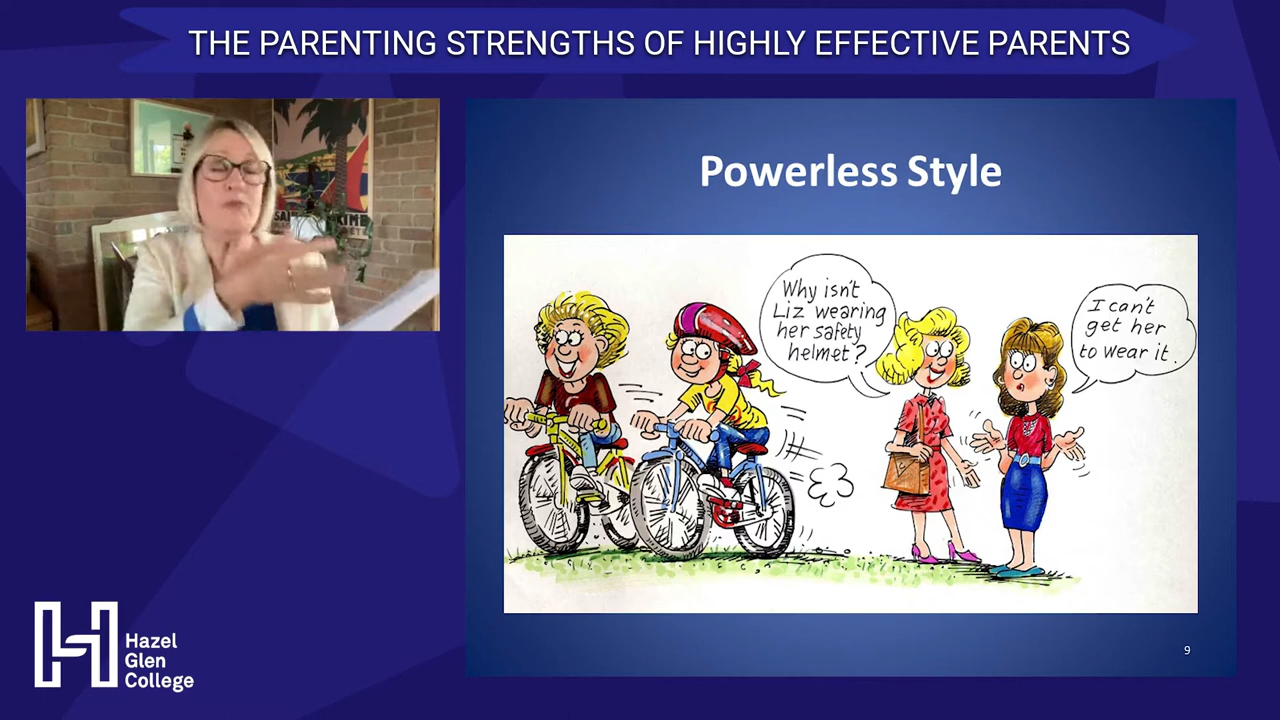 THE PARENTING STRENGTHS OF HIGHLY EFFECTIVE PARENTS
Powerless Style
Why isn't
Liz wearing
her safety
helmet?
I can't
get her
to wear it.
9
Hazel
Glen
College